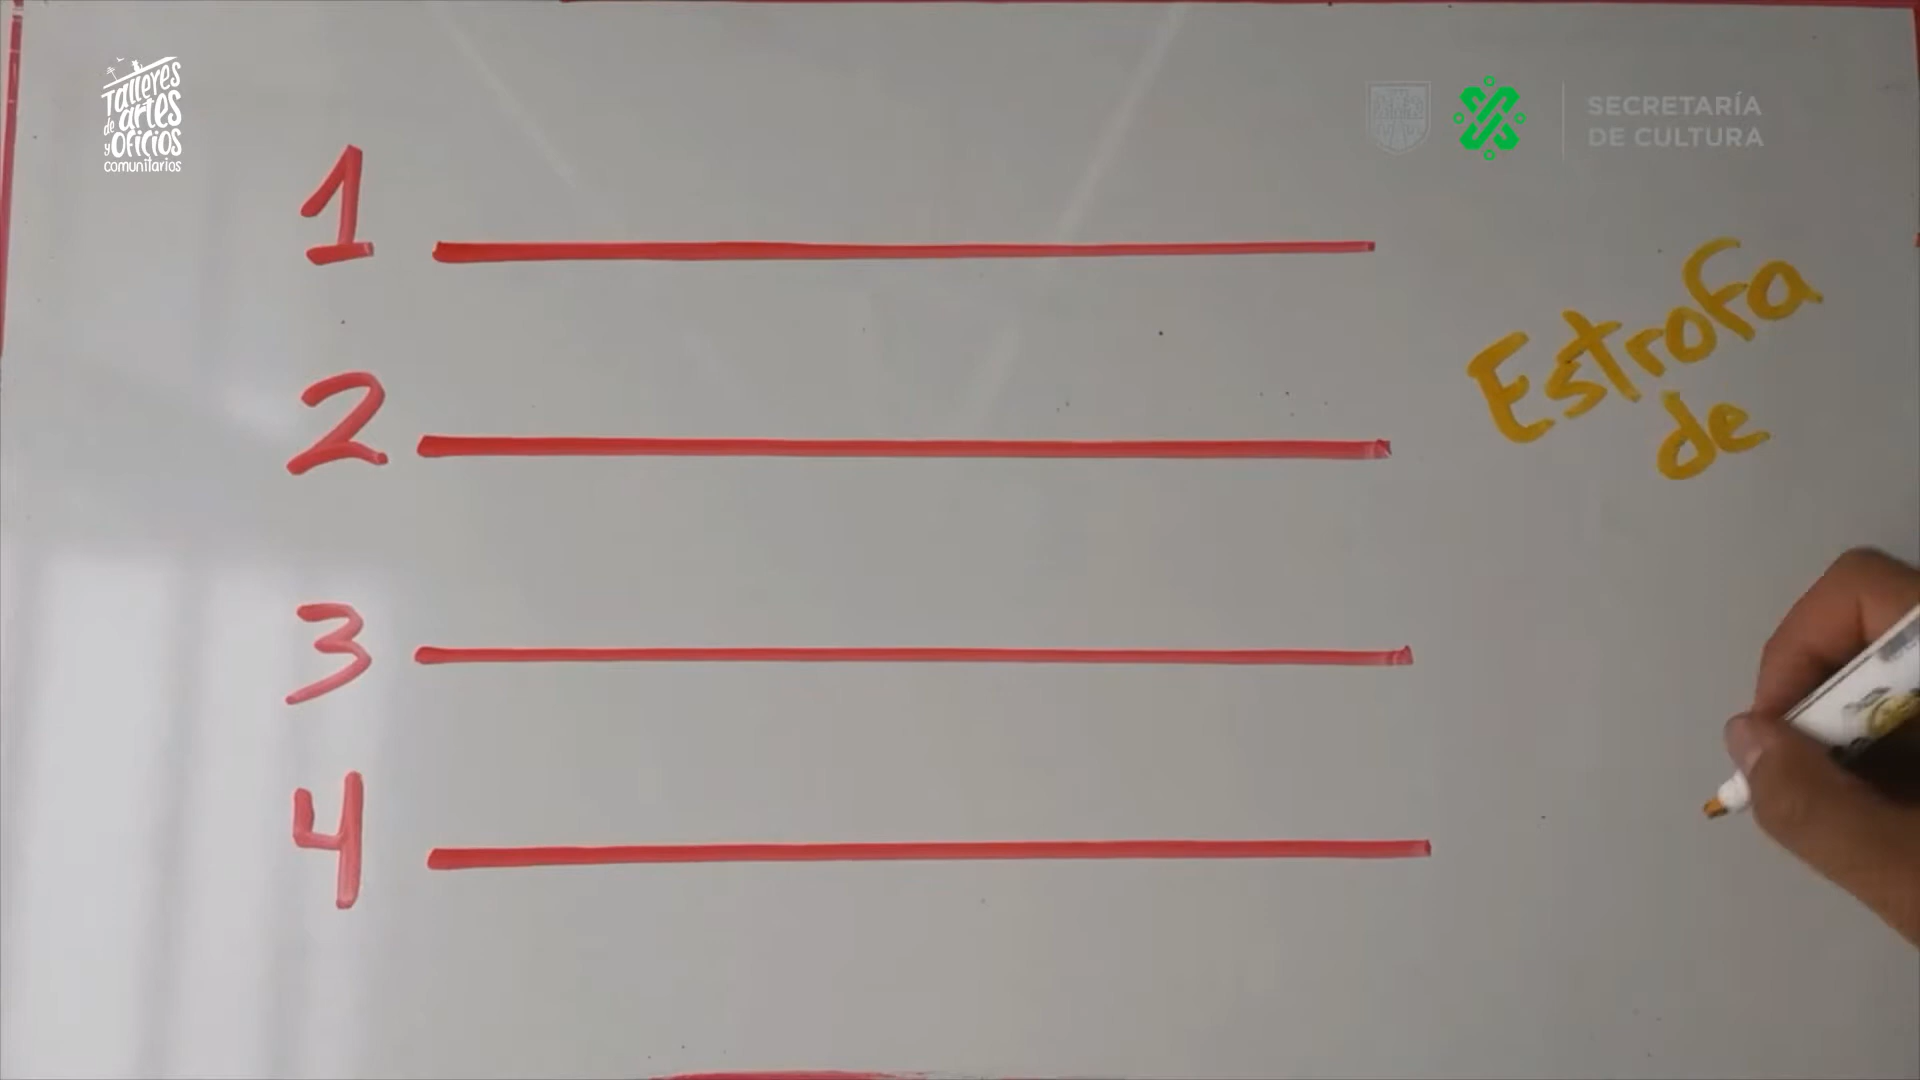 Talleres
de artes
y oficios
comunitarios
SECRETARÍA
DE CULTURA
1
2
3
4
Estrofa
de